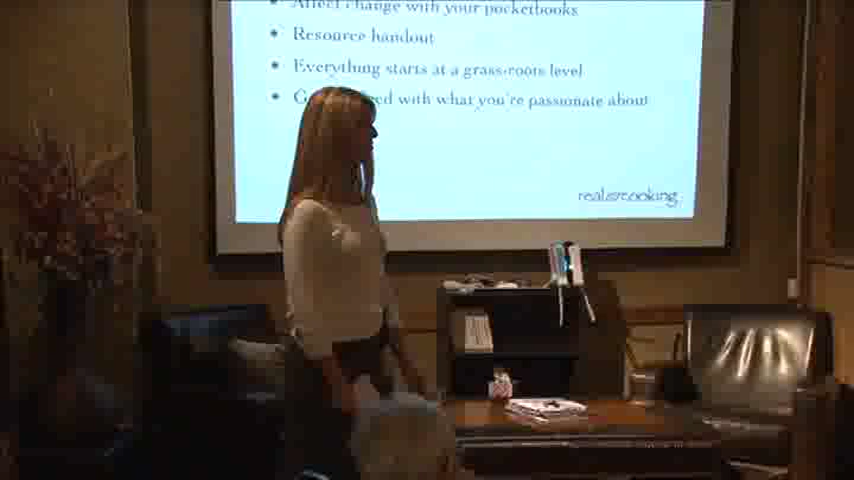 Affect change with your pocketbooks
Resource handout
Everything starts at a grass-roots level
with what you're passionate about